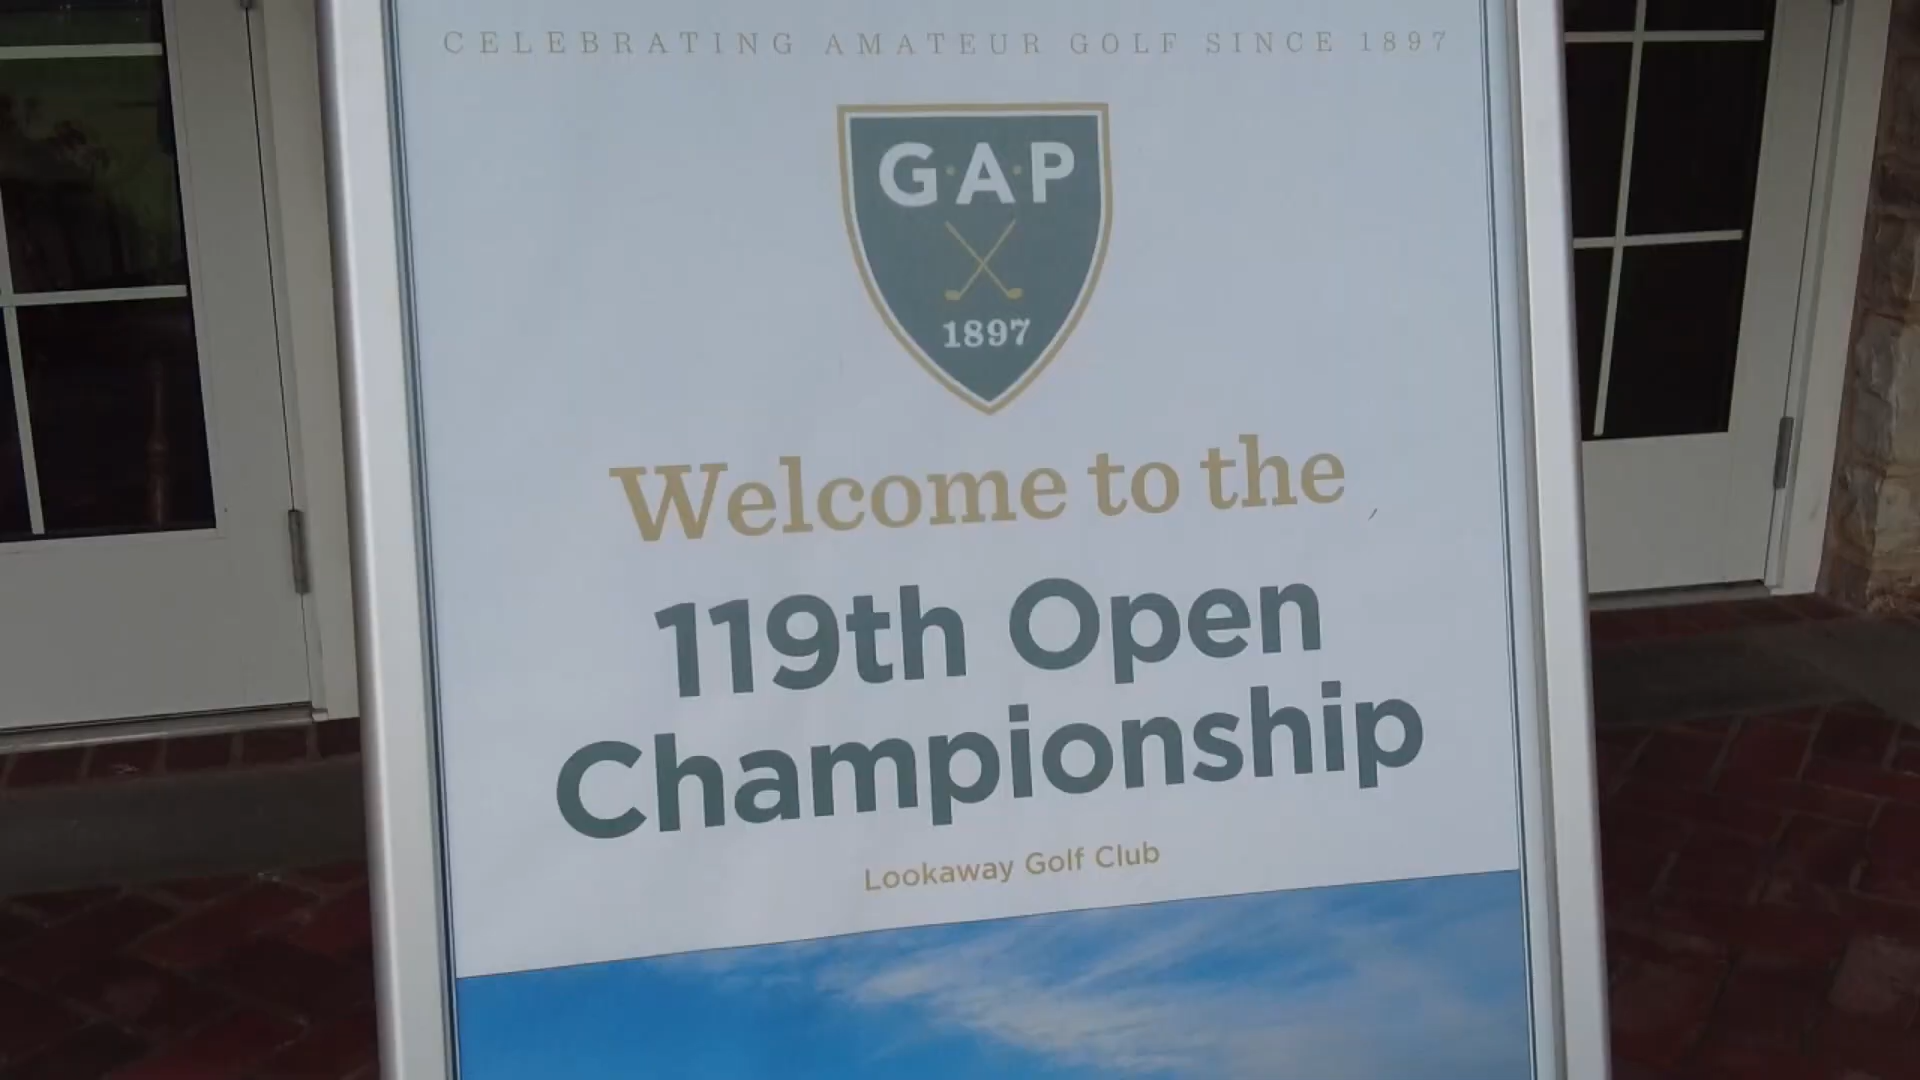 CELEBRATING AMATEUR GOLF SINCE 1897
G·A·P
1897
Welcome to the
119th Open
Championship
Lookaway Golf Club